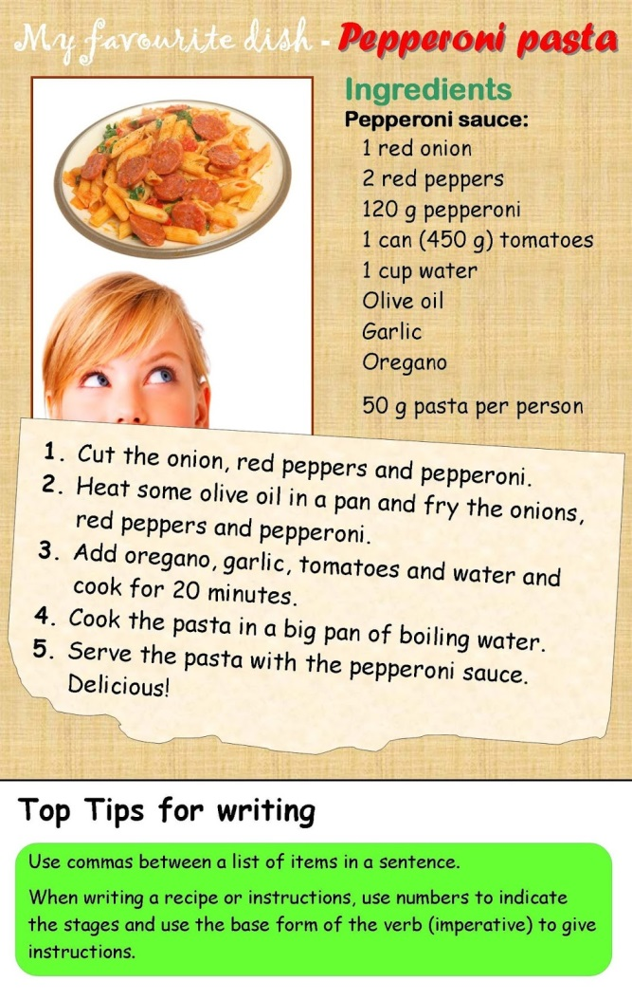 My favourite dish - Pepperoni pasta
Ingredients
Pepperoni sauce:
1 red onion
2 red peppers
120 g pepperoni
1 can (450 g) tomatoes
1 cup water
Olive oil
Garlic
Oregano
50 g pasta per person
1. Cut the onion, red peppers and pepperoni.
2. Heat some olive oil in a pan and fry the onions,
red peppers and pepperoni.
3. Add oregano, garlic, tomatoes and water and
cook for 20 minutes.
4. Cook the pasta in a big pan of boiling water.
5. Serve the pasta with the pepperoni sauce.
Delicious!
Top Tips for writing
Use commas between a list of items in a sentence.
When writing a recipe or instructions, use numbers to indicate
the stages and use the base form of the verb (imperative) to give
instructions.